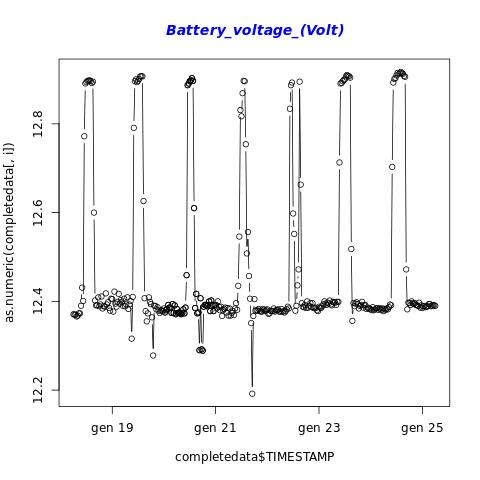 Battery_voltage_(Volt)
as.numeric(completedata[, i])
12.8
12.6
12.4
12.2
gen 19
gen 21
gen 23
gen 25
completedata$TIMESTAMP